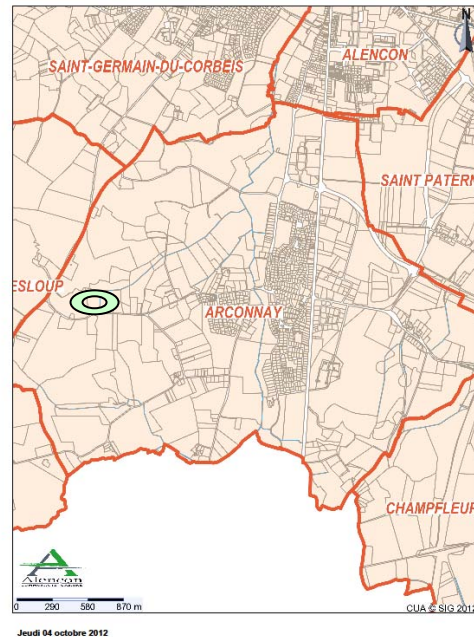 N
ALENCON
SAINT-GERMAIN-DU-CORBEIS
SAINT PATERN
ESLOUP
ARCONNAY
CHAMPFLEUR
Alençon
0 290 580 870 m
CUA © SIG 2012
Jeudi 04 octobre 2012